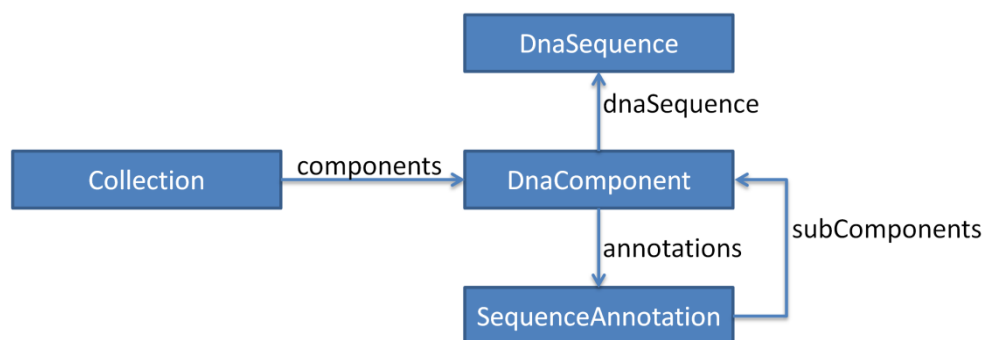 DnaSequence
dnaSequence
Collection
components
DnaComponent
annotations
subComponents
SequenceAnnotation